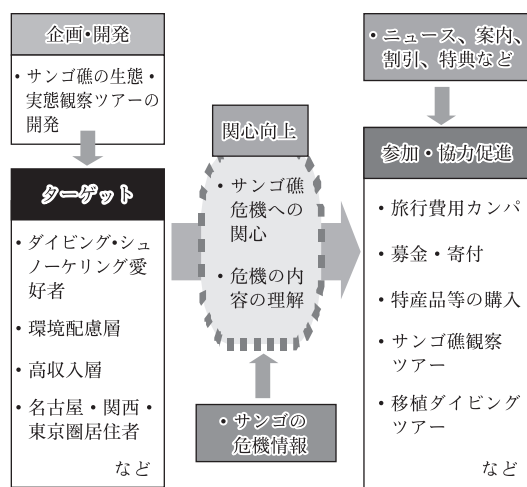 企画・開発
・サンゴ礁の生態・
実態観察ツアーの
開発
ターゲット
・ダイビング・シュ
ノーケリング愛
好者
・環境配慮層
・高収入層
・名古屋・関西・
東京圏居住者
など
関心向上
・サンゴ礁
危機への
関心
・危機の内
容の理解
・サンゴの
危機情報
・ニュース、案内、
割引、特典など
参加・協力促進
・旅行費用カンパ
・募金・寄付
・特産品等の購入
・サンゴ礁観察
ツアー
・移植ダイビング
ツアー
など